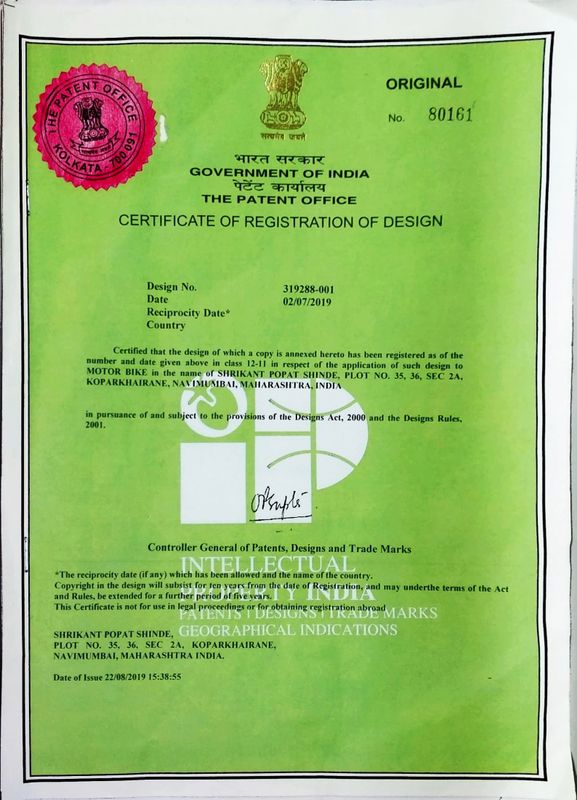 THE PATENT OFFICE
KOLKATA - 700 091
सत्यमेव जयते
ORIGINAL
No. 80161
भारत सरकार
GOVERNMENT OF INDIA
पेटेंट कार्यालय
THE PATENT OFFICE
CERTIFICATE OF REGISTRATION OF DESIGN
Design No. 319288-001
Date 02/07/2019
Reciprocity Date*
Country
Certified that the design of which a copy is annexed hereto has been registered as of the
number and date given above in class 12-11 in respect of the application of such design to
MOTOR BIKE in the name of SHRIKANT POPAT SHINDE, PLOT NO. 35, 36, SEC 2A,
KOPARKHAIRANE, NAVIMUMBAI, MAHARASHTRA, INDIA
in pursuance of and subject to the provisions of the Designs Act, 2000 and the Designs Rules,
2001.
Controller General of Patents, Designs and Trade Marks
INTELLECTUAL
PROPERTY INDIA
PATENTS | DESIGNS | TRADE MARKS
GEOGRAPHICAL INDICATIONS
*The reciprocity date (if any) which has been allowed and the name of the country.
Copyright in the design will subsist for ten years from the date of Registration, and may underthe terms of the Act
and Rules, be extended for a further period of five years.
This Certificate is not for use in legal proceedings or for obtaining registration abroad
SHRIKANT POPAT SHINDE,
PLOT NO. 35, 36, SEC 2A, KOPARKHAIRANE,
NAVIMUMBAI, MAHARASHTRA INDIA.
Date of Issue 22/08/2019 15:38:55